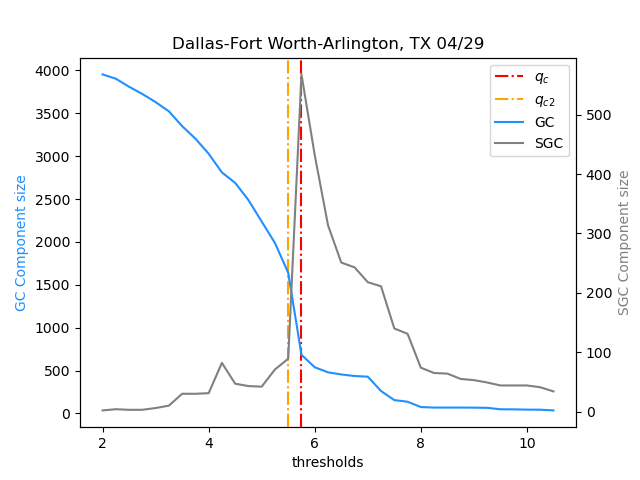 Dallas-Fort Worth-Arlington, TX 04/29
GC Component size
4000
3500
3000
2500
2000
1500
1000
500
0
q_c
q_c2
GC
SGC
500
400
300
200
100
0
SGC Component size
2 4 6 8 10
thresholds